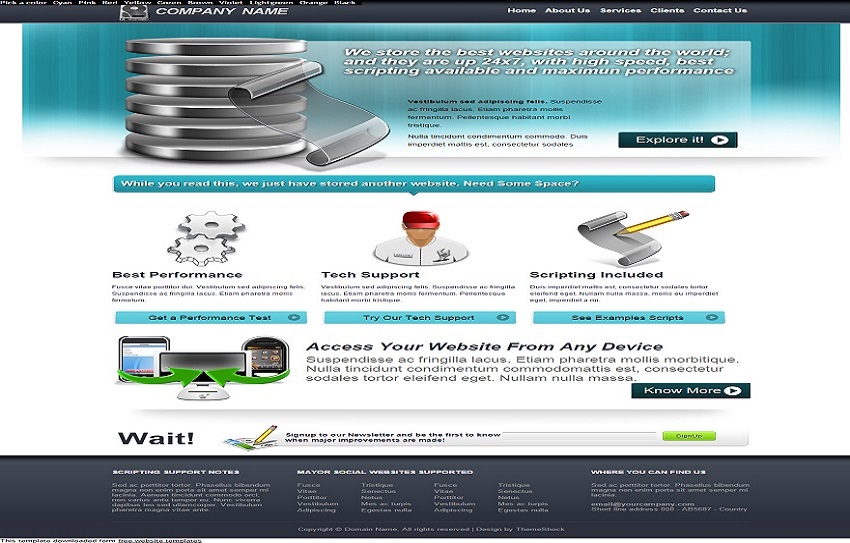 Pick a color Cyan Pink Red Yellow Green Brown Violet Lightgreen Orange Black
COMPANY NAME
Home About Us Services Clients Contact Us
We store the best websites around the world;
and they are up 24x7, with high speed, best
scripting available and maximun performance
Vestibulum sed adipiscing felis. Suspendisse
ac fringilla lacus. Etiam pharetra mollis
fermentum. Pellentesque habitant morbi
tristique.
Nulla tincidunt condimentum commodo. Duis
imperdiet mattis est, consectetur sodales
Explore it!
While you read this, we just have stored another website. Need Some Space?
Best Performance
Fusce vitae porttitor dui. Vestibulum sed adipiscing felis.
Suspendisse ac fringilla lacus. Etiam pharetra mollis
fermetum.
Get a Performance Test
Tech Support
Vestibulum sed adipiscing felis. Suspendisse ac fringilla
lacus. Etiam pharetra mollis fermentum. Pellentesque
habitant morbi tristique.
Try Our Tech Support
Scripting Included
Duis imperdiet mattis est, consectetur sodales tortor
eleifend eget. Nullam nulla massa, mollis eu imperdiet
eget, imperdiet a mi.
See Examples Scripts
Access Your Website From Any Device
Suspendisse ac fringilla lacus. Etiam pharetra mollis morbitique.
Nulla tincidunt condimentum commodomattis est, consectetur
sodales tortor eleifend eget. Nullam nulla massa.
Know More
Wait!
Signup to our Newsletter and be the first to know
when major improvements are made!
SignUp
SCRIPTING SUPPORT NOTES
Sed ac porttitor tortor. Phasellus bibendum
magna non enim porta sit amet semper mi
lacinia. Aenean tincidunt commodo orci,
non varius ante tempor eu. Nunc viverra
dapibus leo sed ullamcorper. Vestibulum
pharetra magna vitae ante
MAYOR SOCIAL WEBSITES SUPPORTED
Fusce Tristique Fusce Tristique
Vitae Senectus Vitae Senectus
Porttitor Netus Porttitor Netus
Vestibulum Mes ac turpis Vestibulum Mes ac turpis
Adipiscing Egestas Adipiscing Egestas
WHERE YOU CAN FIND US
Sed ac porttitor tortor. Phasellus bibendum
magna non enim porta sit amet semper mi
lacinia.
email@yourcompany.com
Short line address 600 - AB5687 - Country
Copyright © Domain Name, All rights reserved | Design by ThemeShock
This template downloaded form free website templates